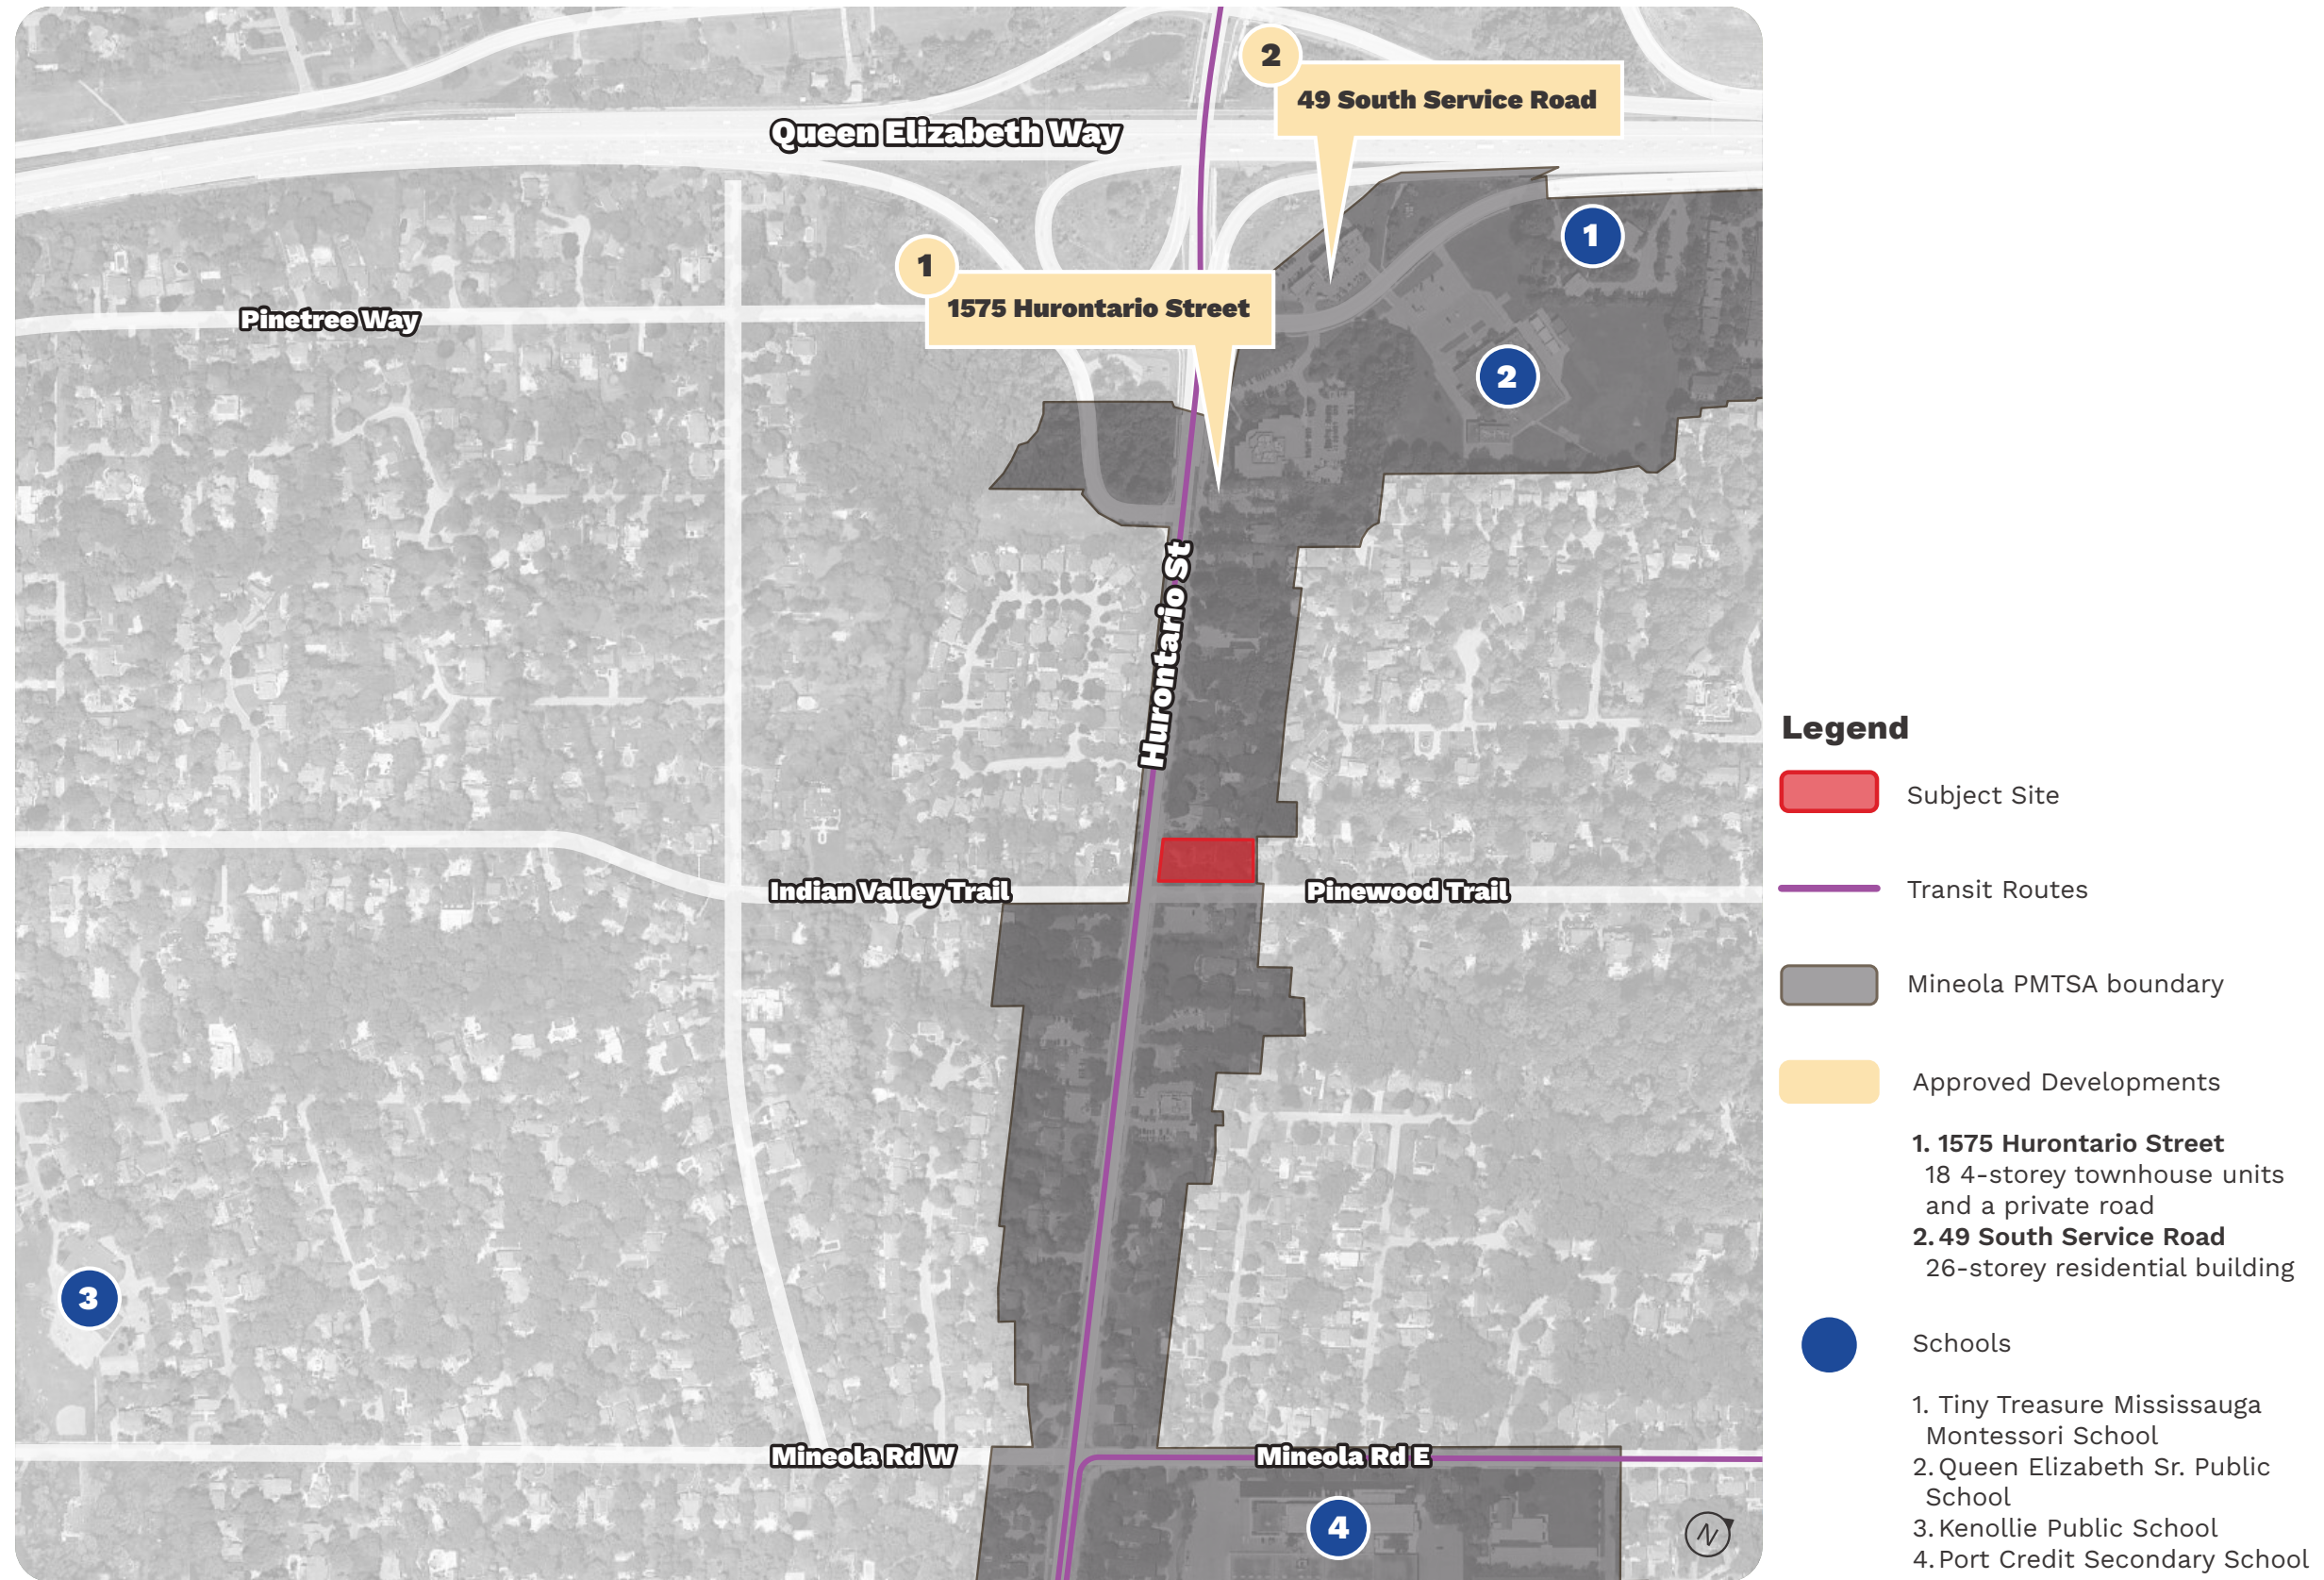 2
49 South Service Road
Queen Elizabeth Way
1
1
1575 Hurontario Street
Pinetree Way
2
Hurontario St
Indian Valley Trail
Pinewood Trail
3
Mineola Rd W
Mineola Rd E
4
N
Legend
Subject Site
Transit Routes
Mineola PMTSA boundary
Approved Developments
1. 1575 Hurontario Street
18 4-storey townhouse units
and a private road
2. 49 South Service Road
26-storey residential building
Schools
1. Tiny Treasure Mississauga
Montessori School
2. Queen Elizabeth Sr. Public
School
3. Kenollie Public School
4. Port Credit Secondary School